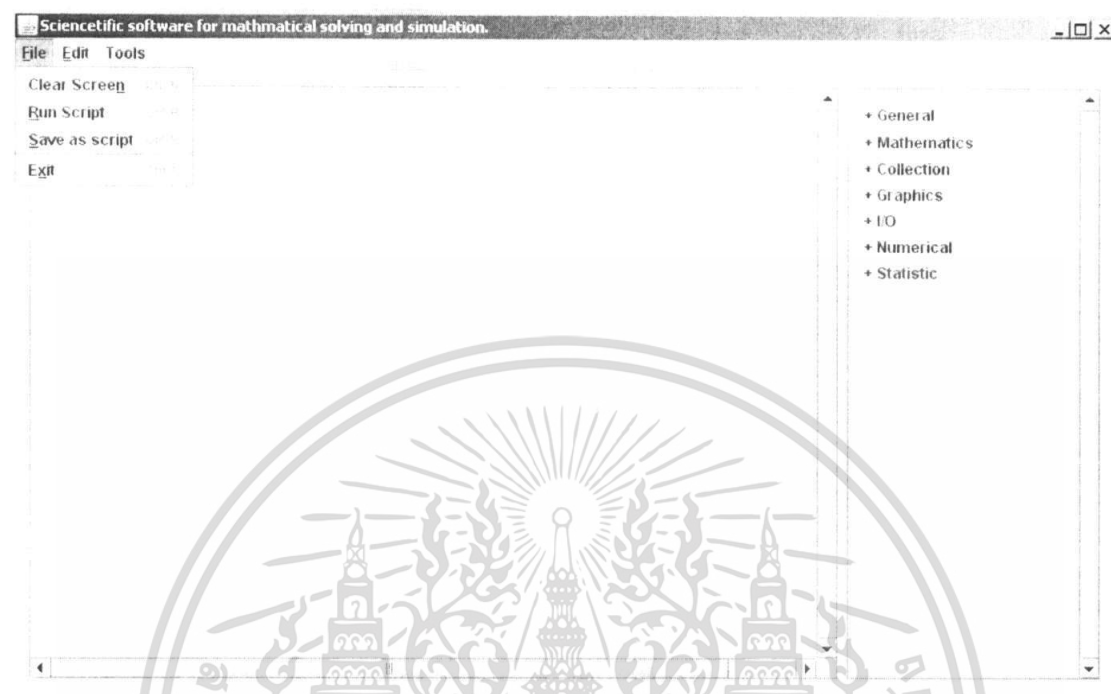 Sciencetific software for mathmatical solving and simulation.
File Edit Tools
Clear Screen
Run Script
Save as script
Exit
+ General
+ Mathematics
+ Collection
+ Graphics
+ I/O
+ Numerical
+ Statistic